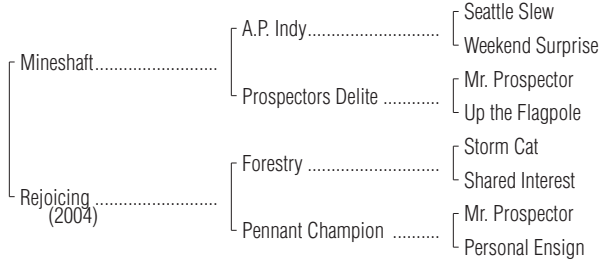 Seattle Slew
A.P. Indy..............................
Weekend Surprise
Mineshaft..........................
Mr. Prospector
Prospectors Delite ............
Up the Flagpole
Storm Cat
Forestry ..............................
Shared Interest
Rejoicing ..........................
(2004)
Mr. Prospector
Pennant Champion ..........
Personal Ensign